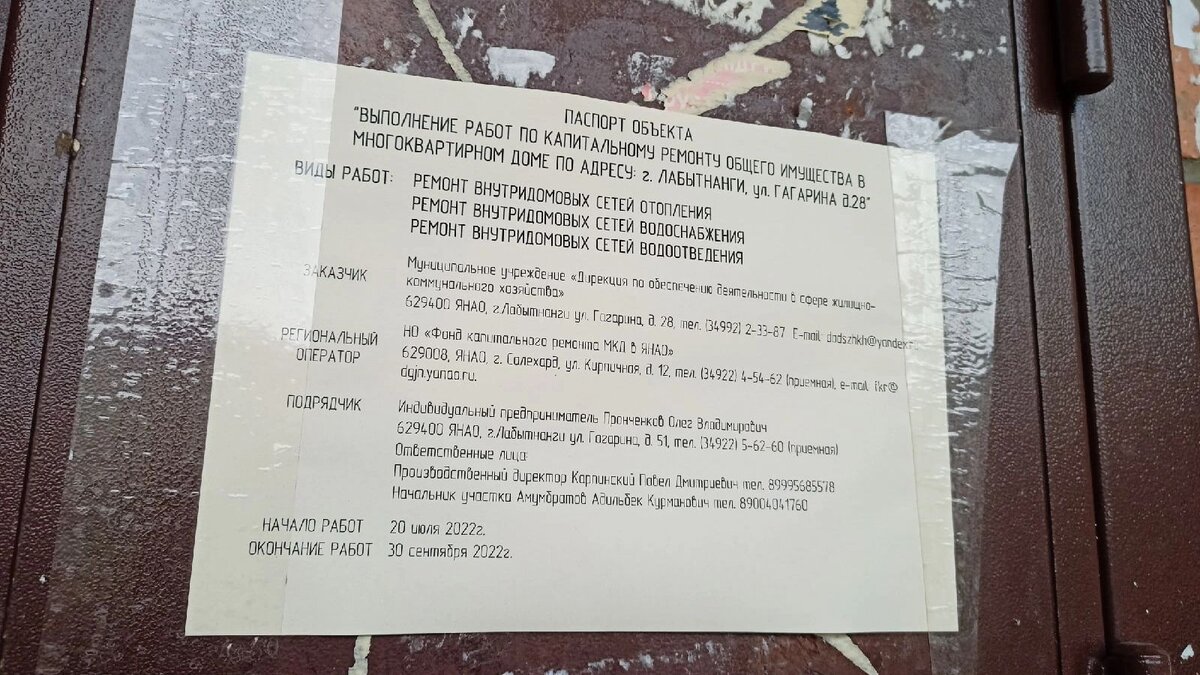 ПАСПОРТ ОБЪЕКТА
"ВЫПОЛНЕНИЕ РАБОТ ПО КАПИТАЛЬНОМУ РЕМОНТУ ОБЩЕГО ИМУЩЕСТВА В
МНОГОКВАРТИРНОМ ДОМЕ ПО АДРЕСУ: г. ЛАБЫТНАНГИ, ул. ГАГАРИНА д.28"
ВИДЫ РАБОТ: РЕМОНТ ВНУТРИДОМОВЫХ СЕТЕЙ ОТОПЛЕНИЯ
РЕМОНТ ВНУТРИДОМОВЫХ СЕТЕЙ ВОДОСНАБЖЕНИЯ
РЕМОНТ ВНУТРИДОМОВЫХ СЕТЕЙ ВОДООТВЕДЕНИЯ
ЗАКАЗЧИК Муниципальное учреждение «Дирекция по обеспечению деятельности в сфере жилищно-
коммунального хозяйства»
629400 ЯНАО, г.Лабытнанги ул. Гагарина, д. 28, тел. (34992) 2-33-87 E-mail: dodszhkh@yandex.ru
РЕГИОНАЛЬНЫЙ ОПЕРАТОР НО «Фонд капитального ремонта МКД в ЯНАО»
629008, ЯНАО, г. Салехард, ул. Кирпичная, д. 12, тел. (34922) 4-54-62 (приемная), e-mail: fkr@
dgjn.yanao.ru.
ПОДРЯДЧИК Индивидуальный предприниматель Пронченков Олег Владимирович
629400 ЯНАО, г.Лабытнанги ул. Гагарина, д. 51, тел. (34922) 5-62-60 (приемная)
Ответственные лица:
Производственный директор Карпинский Павел Дмитриевич тел. 89995685578
Начальник участка Амумбратов Адильбек Курманович тел. 89004041760
НАЧАЛО РАБОТ 20 июля 2022г.
ОКОНЧАНИЕ РАБОТ 30 сентября 2022г.